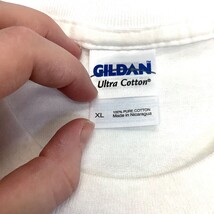 GILDAN
Ultra Cotton®
XL
100% PURE COTTON
Made in Nicaragua